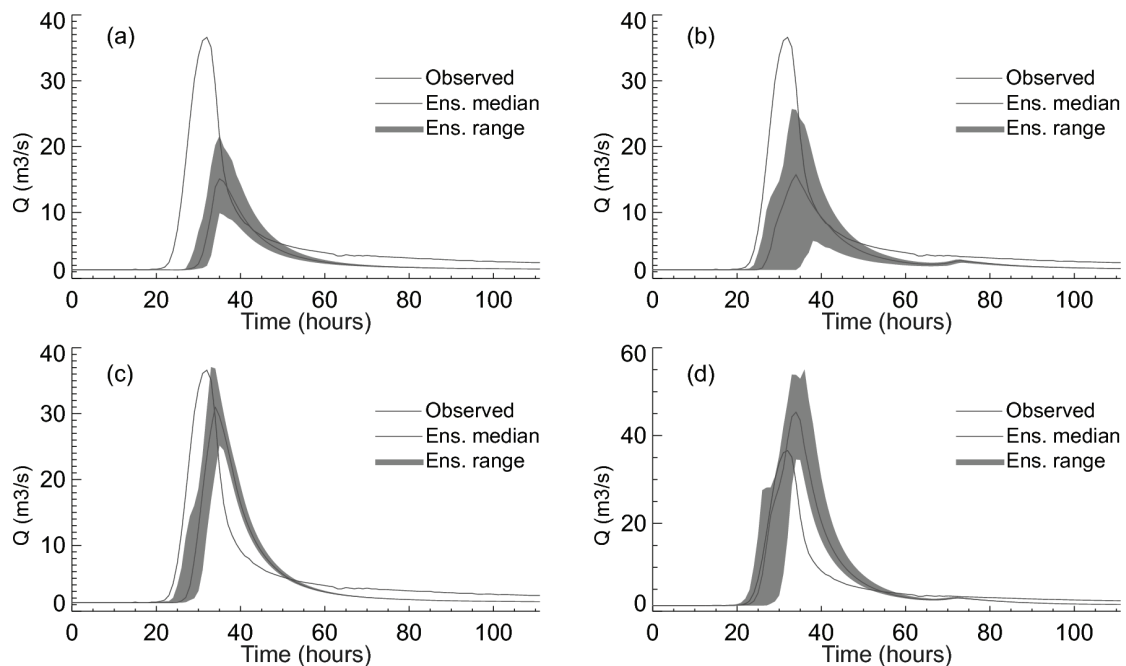 (a)
Observed
Ens. median
Ens. range
Q (m3/s)
40
30
20
10
0
0 20 40 60 80 100
Time (hours)
(b)
Observed
Ens. median
Ens. range
Q (m3/s)
40
30
20
10
0
0 20 40 60 80 100
Time (hours)
(c)
Observed
Ens. median
Ens. range
Q (m3/s)
40
30
20
10
0
0 20 40 60 80 100
Time (hours)
(d)
Observed
Ens. median
Ens. range
Q (m3/s)
60
40
20
0
0 20 40 60 80 100
Time (hours)